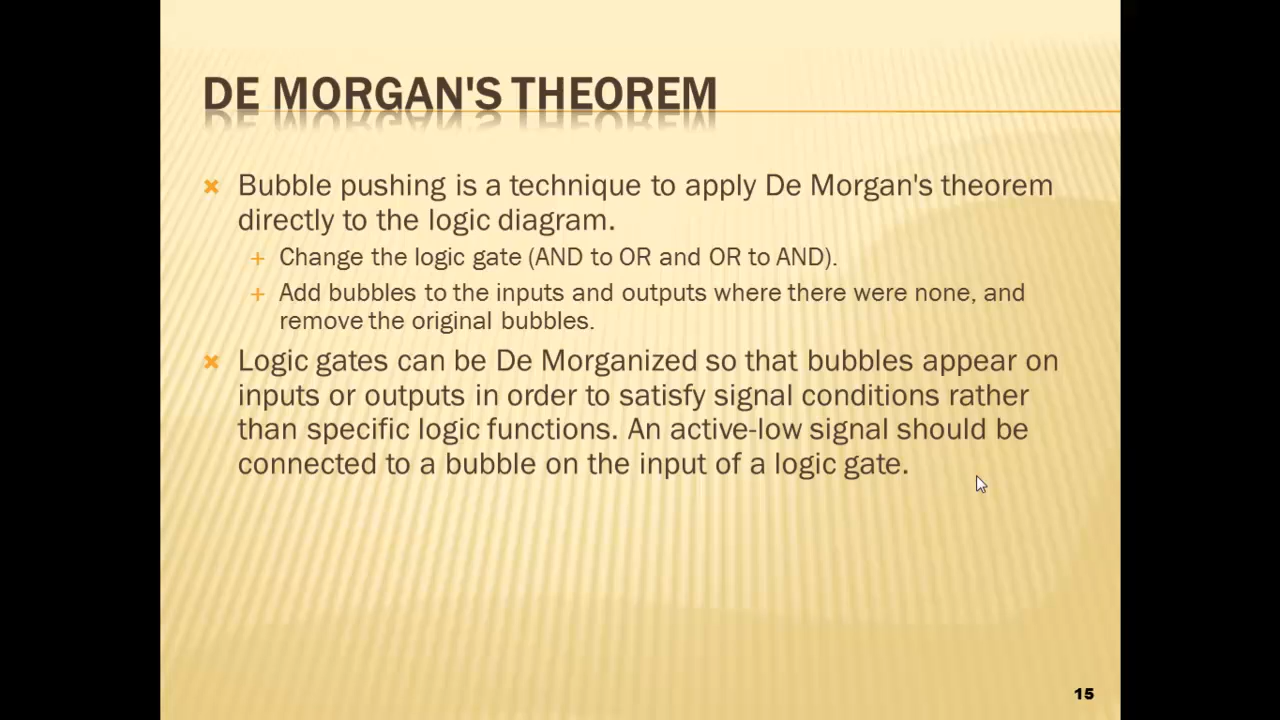 DE MORGAN'S THEOREM
Bubble pushing is a technique to apply De Morgan's theorem
directly to the logic diagram.
Change the logic gate (AND to OR and OR to AND).
Add bubbles to the inputs and outputs where there were none, and
remove the original bubbles.
Logic gates can be De Morganized so that bubbles appear on
inputs or outputs in order to satisfy signal conditions rather
than specific logic functions. An active-low signal should be
connected to a bubble on the input of a logic gate.
15